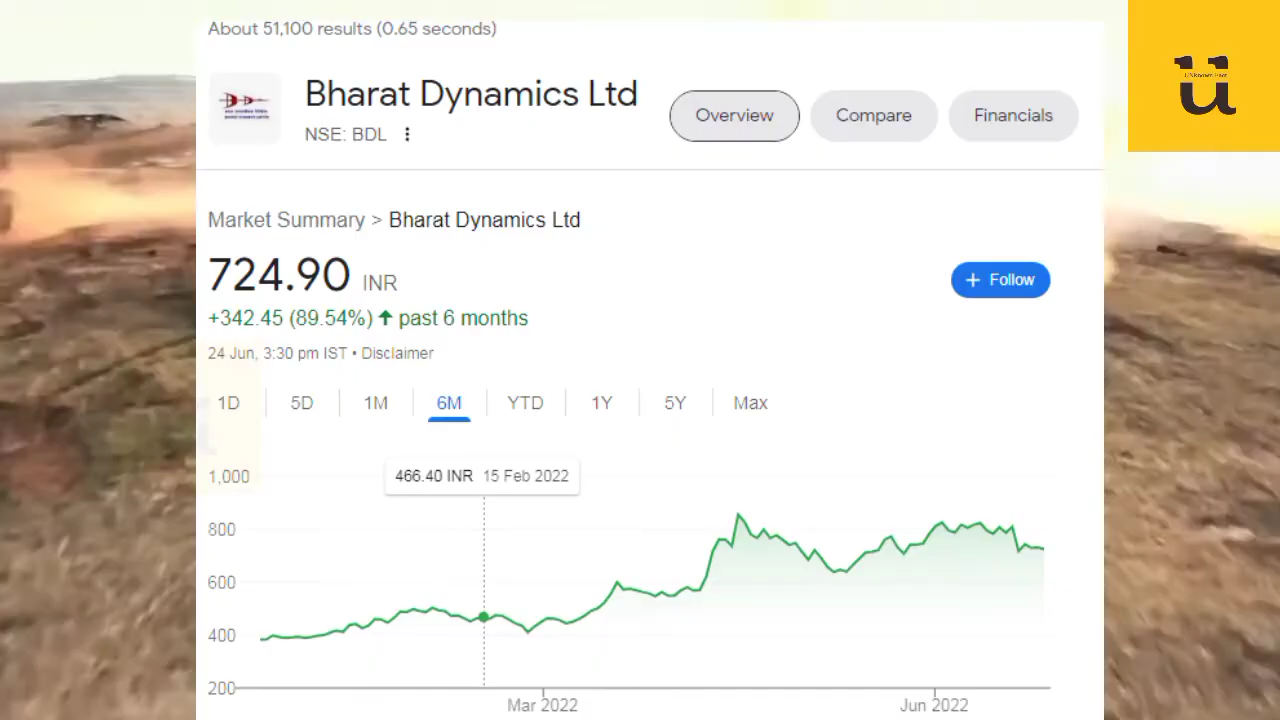 About 51,100 results (0.65 seconds)
Bharat Dynamics Ltd
NSE: BDL
Overview
Compare
Financials
UNknown Fact
u
Market Summary > Bharat Dynamics Ltd
724.90 INR
+ Follow
+342.45 (89.54%) ↑ past 6 months
24 Jun, 3:30 pm IST • Disclaimer
1D
5D
1M
6M
YTD
1Y
5Y
Max
466.40 INR 15 Feb 2022
1,000
800
600
400
200
Mar 2022
Jun 2022